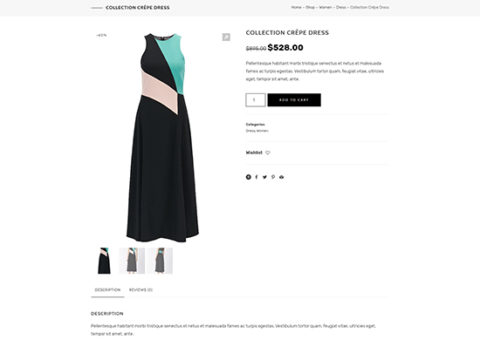 COLLECTION CRÊPE DRESS
Home – Shop – Women – Dress – Collection Crêpe Dress
-40%
COLLECTION CRÊPE DRESS
$895.00 $528.00
Pellentesque habitant morbi tristique senectus et netus et malesuada
fames ac turpis egestas. Vestibulum tortor quam, feugiat vitae, ultricies
eget, tempor sit amet, ante.
1
ADD TO CART
Categories
Dress, Women
Wishlist
DESCRIPTION
REVIEWS (0)
DESCRIPTION
Pellentesque habitant morbi tristique senectus et netus et malesuada fames ac turpis egestas. Vestibulum tortor quam, feugiat vitae, ultricies eget,
tempor sit amet, ante.